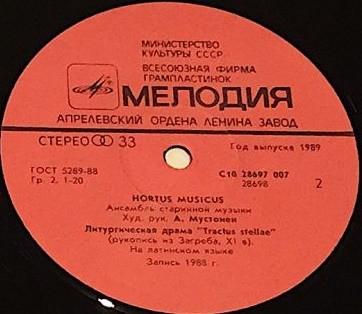 МИНИСТЕРСТВО
КУЛЬТУРЫ СССР
ВСЕСОЮЗНАЯ ФИРМА
ГРАМПЛАСТИНОК
МЕЛОДИЯ
АПРЕЛЕВСКИЙ ОРДЕНА ЛЕНИНА ЗАВОД
СТЕРЕО 33
Год выпуска 1989
ГОСТ 5289-88
Гр. 2. 1-20
С10 28697 007
28698
2
HORTUS MUSICUS
Ансамбль старинной музыки
Худ. рук. А. Мустонен
Литургическая драма "Tractus stellae"
(рукопись из Загреба, XI в).
На латинском языке
Запись 1988 г.